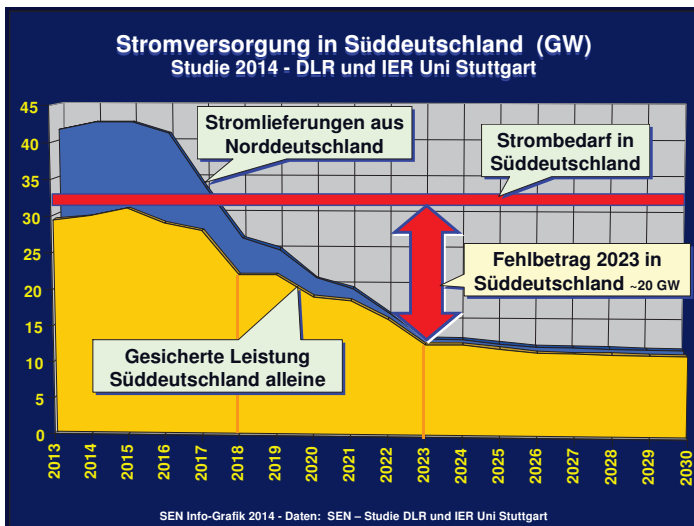 Stromversorgung in Süddeutschland (GW)
Studie 2014 - DLR und IER Uni Stuttgart
45
40
35
30
25
20
15
10
5
0
Stromlieferungen aus
Norddeutschland
Strombedarf in
Süddeutschland
Fehlbetrag 2023 in
Süddeutschland ~20 GW
Gesicherte Leistung
Süddeutschland alleine
2013
2014
2015
2016
2017
2018
2019
2020
2021
2022
2023
2024
2025
2026
2027
2028
2029
2030
SEN Info-Grafik 2014 - Daten: SEN – Studie DLR und IER Uni Stuttgart